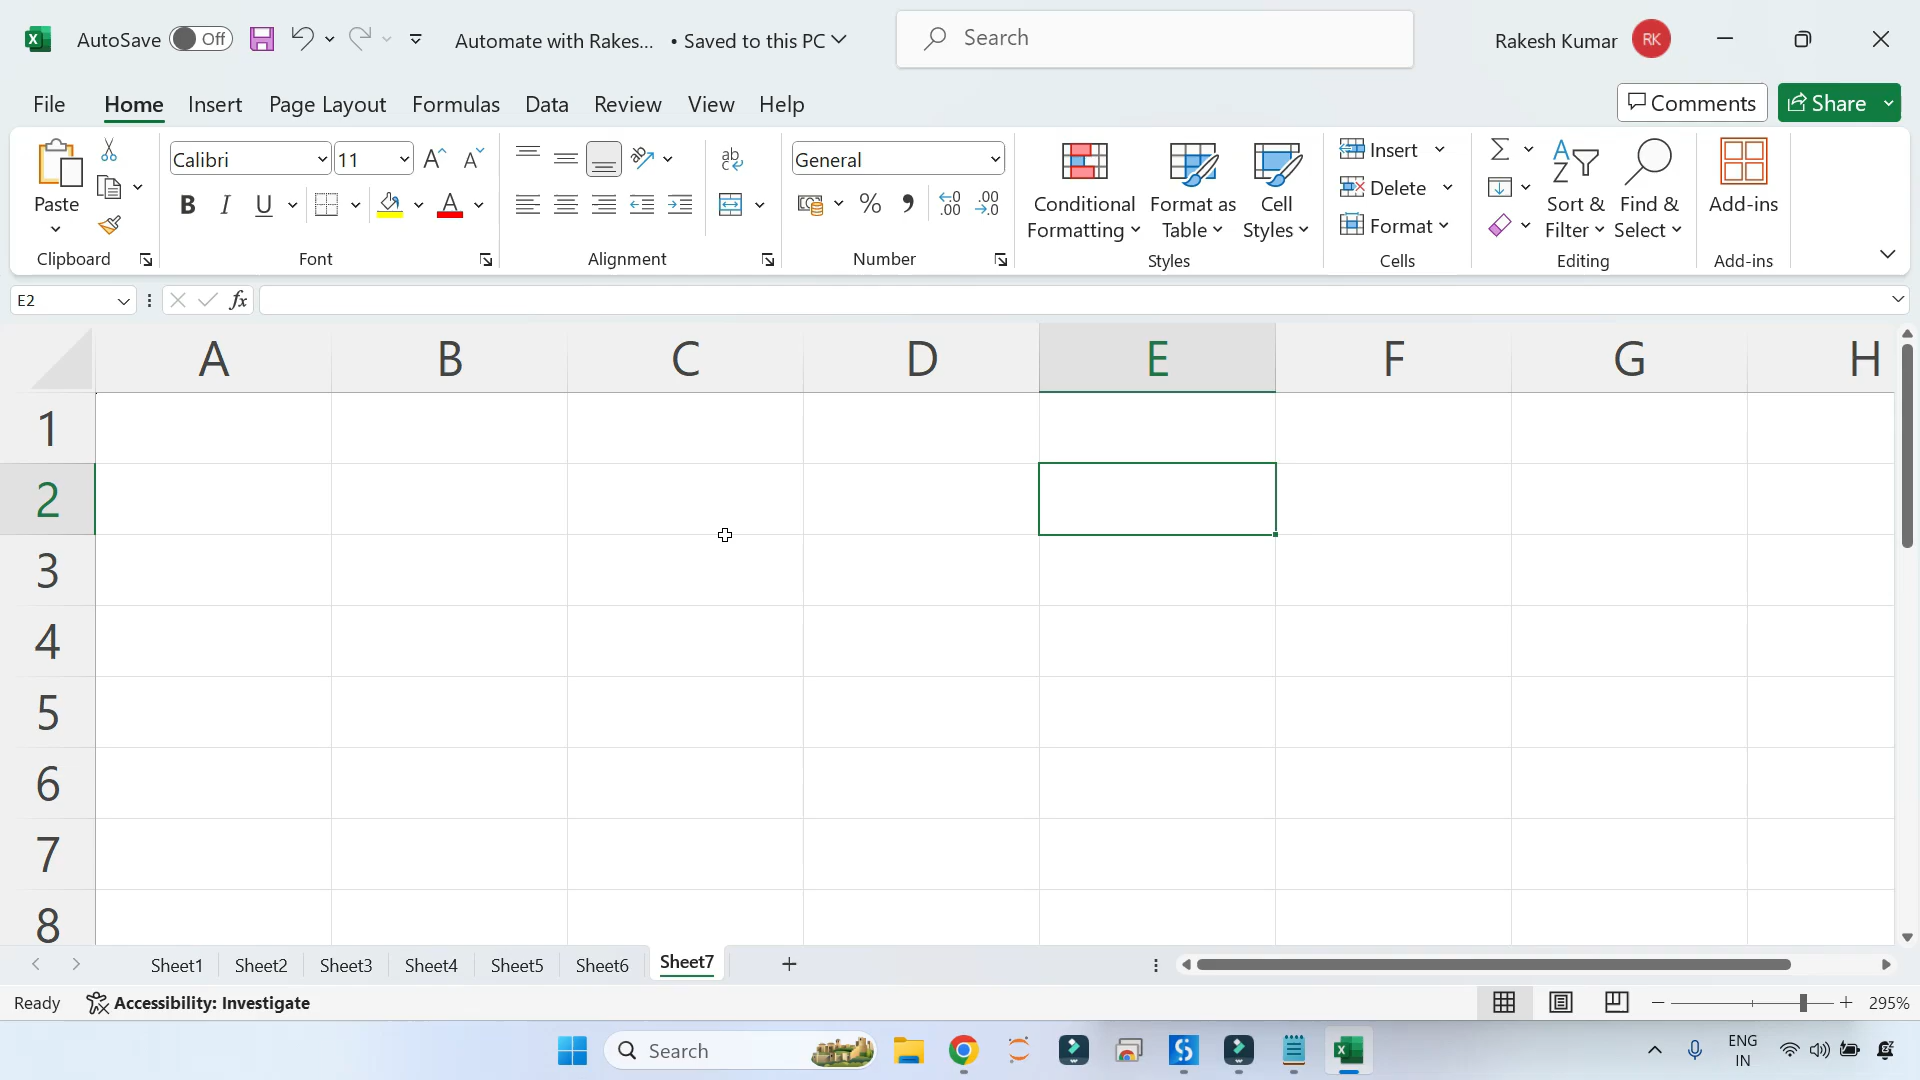 AutoSave Off Automate with Rakes... • Saved to this PC Search Rakesh Kumar RK
File Home Insert Page Layout Formulas Data Review View Help Comments Share
Paste
Clipboard
Calibri 11
B I U A
Font
ab
Alignment
General
% .00 .00
Number
Conditional Formatting
Format as Table
Cell Styles
Styles
Insert
Delete
Format
Cells
Sort & Filter
Find & Select
Editing
Add-ins
Add-ins
E2 fx
A B C D E F G H
1
2
3
4
5
6
7
8
Sheet1 Sheet2 Sheet3 Sheet4 Sheet5 Sheet6 Sheet7
Ready Accessibility: Investigate 295%
Search ENG
IN